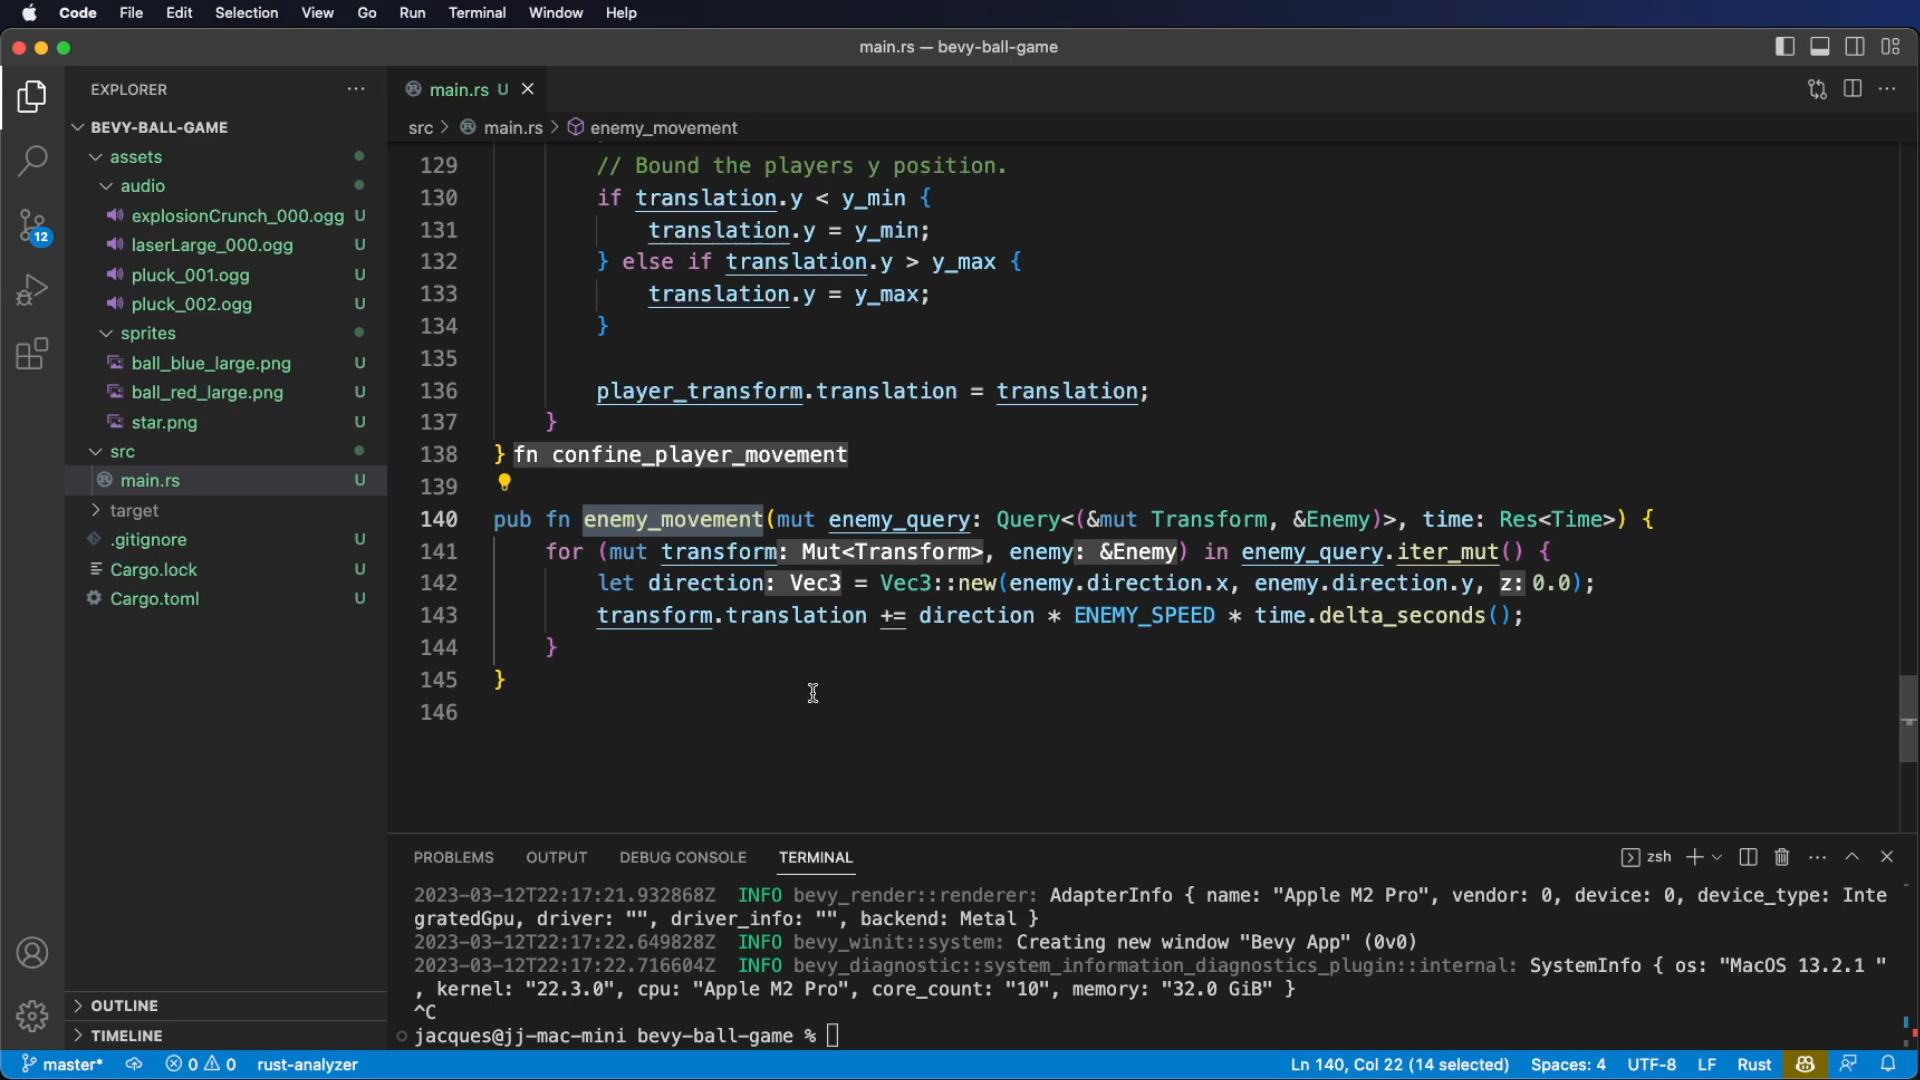 Code File Edit Selection View Go Run Terminal Window Help
main.rs — bevy-ball-game
EXPLORER
BEVY-BALL-GAME
assets
audio
explosionCrunch_000.ogg U
laserLarge_000.ogg U
pluck_001.ogg U
pluck_002.ogg U
sprites
ball_blue_large.png U
ball_red_large.png U
star.png U
src
main.rs U
target
.gitignore U
Cargo.lock U
Cargo.toml U
OUTLINE
TIMELINE
12
main.rs U
src > main.rs > enemy_movement
129 // Bound the players y position.
130 if translation.y < y_min {
131 translation.y = y_min;
132 } else if translation.y > y_max {
133 translation.y = y_max;
134 }
135
136 player_transform.translation = translation;
137 }
138 } fn confine_player_movement
139
140 pub fn enemy_movement(mut enemy_query: Query<(&mut Transform, &Enemy)>, time: Res<Time>) {
141 for (mut transform: Mut<Transform>, enemy: &Enemy) in enemy_query.iter_mut() {
142 let direction: Vec3 = Vec3::new(enemy.direction.x, enemy.direction.y, z: 0.0);
143 transform.translation += direction * ENEMY_SPEED * time.delta_seconds();
144 }
145 }
146
PROBLEMS OUTPUT DEBUG CONSOLE TERMINAL
zsh
2023-03-12T22:17:21.932868Z INFO bevy_render::renderer: AdapterInfo { name: "Apple M2 Pro", vendor: 0, device: 0, device_type: Inte
gratedGpu, driver: "", driver_info: "", backend: Metal }
2023-03-12T22:17:22.649828Z INFO bevy_winit::system: Creating new window "Bevy App" (0v0)
2023-03-12T22:17:22.716604Z INFO bevy_diagnostic::system_information_diagnostics_plugin::internal: SystemInfo { os: "MacOS 13.2.1 "
, kernel: "22.3.0", cpu: "Apple M2 Pro", core_count: "10", memory: "32.0 GiB" }
^C
jacques@jj-mac-mini bevy-ball-game %
master* 0 0 rust-analyzer Ln 140, Col 22 (14 selected) Spaces: 4 UTF-8 LF Rust